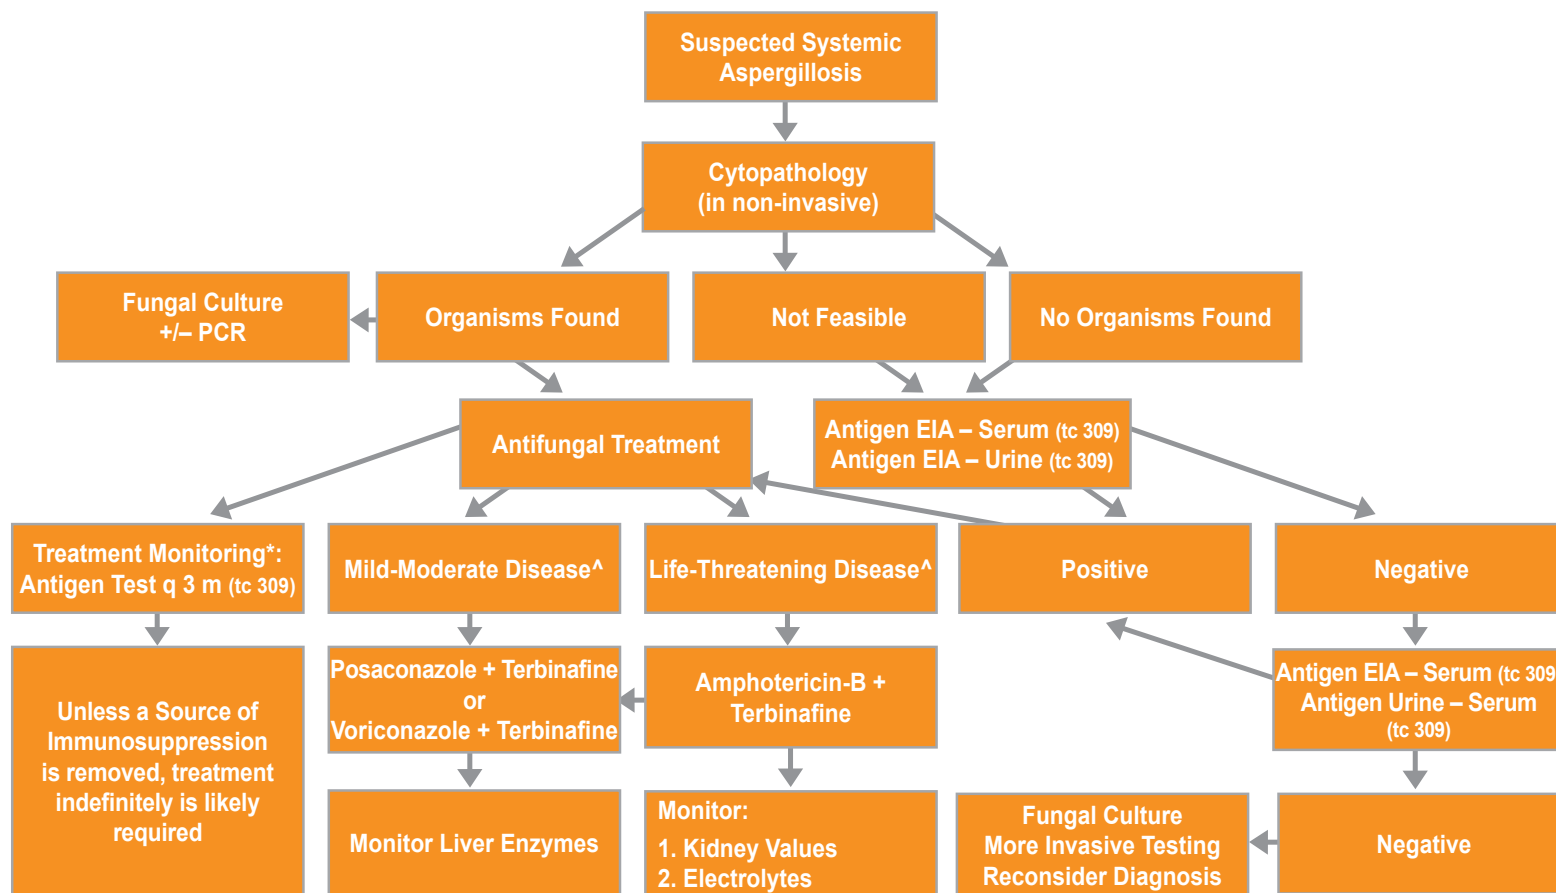 Suspected Systemic
Aspergillosis
Cytopathology
(in non-invasive)
Fungal Culture
+/– PCR
Organisms Found
Not Feasible
No Organisms Found
Antifungal Treatment
Antigen EIA – Serum (tc 309)
Antigen EIA – Urine (tc 309)
Treatment Monitoring*:
Antigen Test q 3 m (tc 309)
Mild-Moderate Disease^
Life-Threatening Disease^
Positive
Negative
Unless a Source of
Immunosuppression
is removed, treatment
indefinitely is likely
required
Posaconazole + Terbinafine
or
Voriconazole + Terbinafine
Amphotericin-B +
Terbinafine
Antigen EIA – Serum (tc 309
Antigen Urine – Serum
(tc 309)
Monitor Liver Enzymes
Monitor:
1. Kidney Values
2. Electrolytes
Fungal Culture
More Invasive Testing
Reconsider Diagnosis
Negative